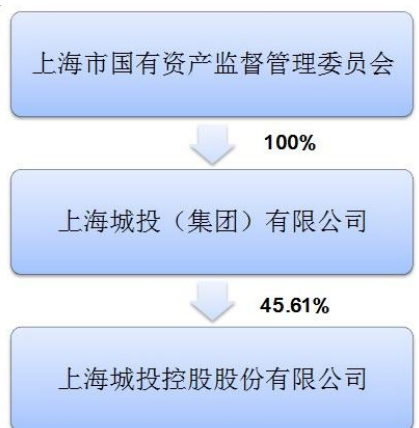 上海市国有资产监督管理委员会
100%
上海城投（集团）有限公司
45.61%
上海城投控股股份有限公司